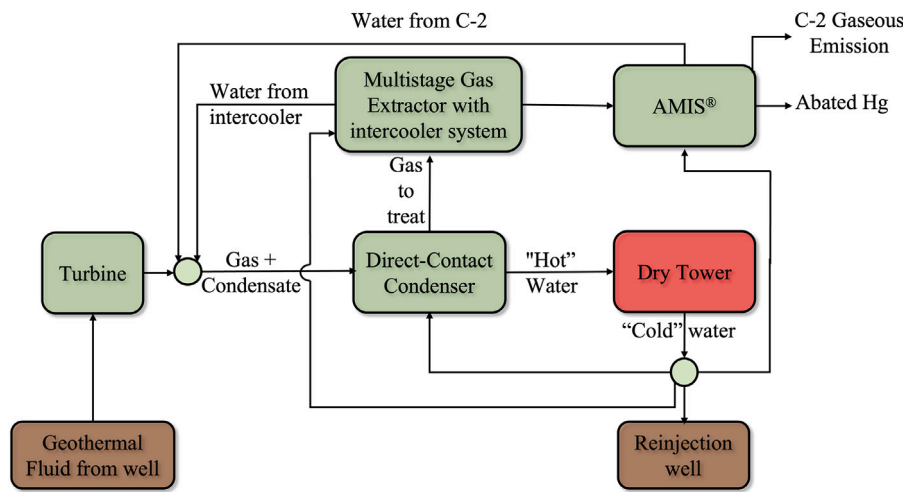 Water from C-2
C-2 Gaseous
Emission
Water from
intercooler
Multistage Gas
Extractor with
intercooler system
AMIS®
Abated Hg
Gas
to
treat
Turbine
Gas +
Condensate
Direct-Contact
Condenser
"Hot”
Water
Dry Tower
“Cold” water
Geothermal
Fluid from well
Reinjection
well